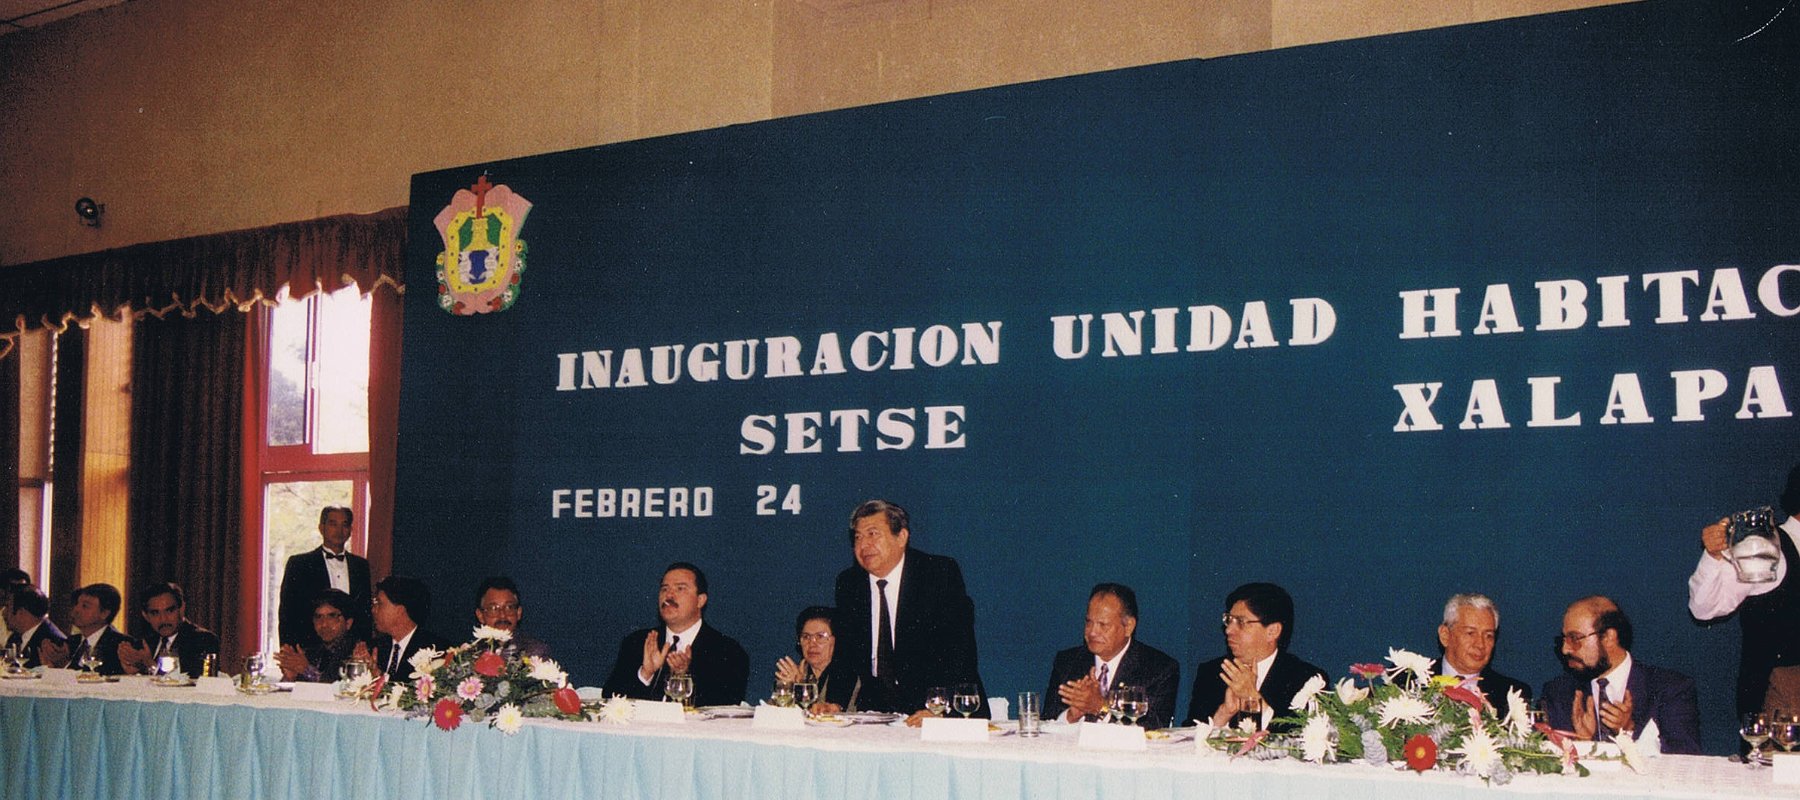 INAUGURACION UNIDAD HABITAC
SETSE XALAPA
FEBRERO 24